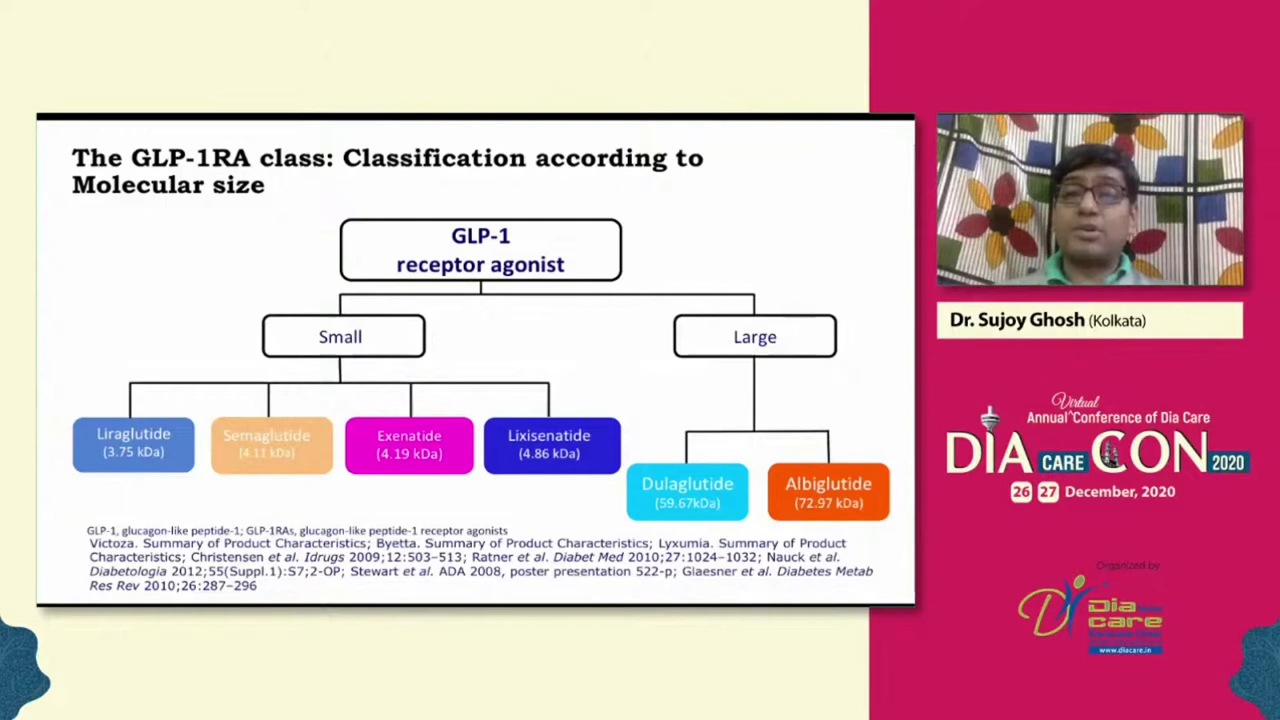 The GLP-1RA class: Classification according to
Molecular size
GLP-1
receptor agonist
Small
Large
Liraglutide
(3.75 kDa)
Semaglutide
(4.11 kDa)
Exenatide
(4.19 kDa)
Lixisenatide
(4.86 kDa)
Dulaglutide
(59.67kDa)
Albiglutide
(72.97 kDa)
GLP-1, glucagon-like peptide-1; GLP-1RAs, glucagon-like peptide-1 receptor agonists
Victoza. Summary of Product Characteristics; Byetta. Summary of Product Characteristics; Lyxumia. Summary of Product
Characteristics; Christensen et al. Idrugs 2009;12:503–513; Ratner et al. Diabet Med 2010;27:1024–1032; Nauck et al.
Diabetologia 2012;55(Suppl.1):S7;2-OP; Stewart et al. ADA 2008, poster presentation 522-p; Glaesner et al. Diabetes Metab
Res Rev 2010;26:287–296
Dr. Sujoy Ghosh (Kolkata)
Virtual
Annual^Conference of Dia Care
DIA CARE CON 2020
26 27 December, 2020
Organized by
Dia
care
www.diacare.in